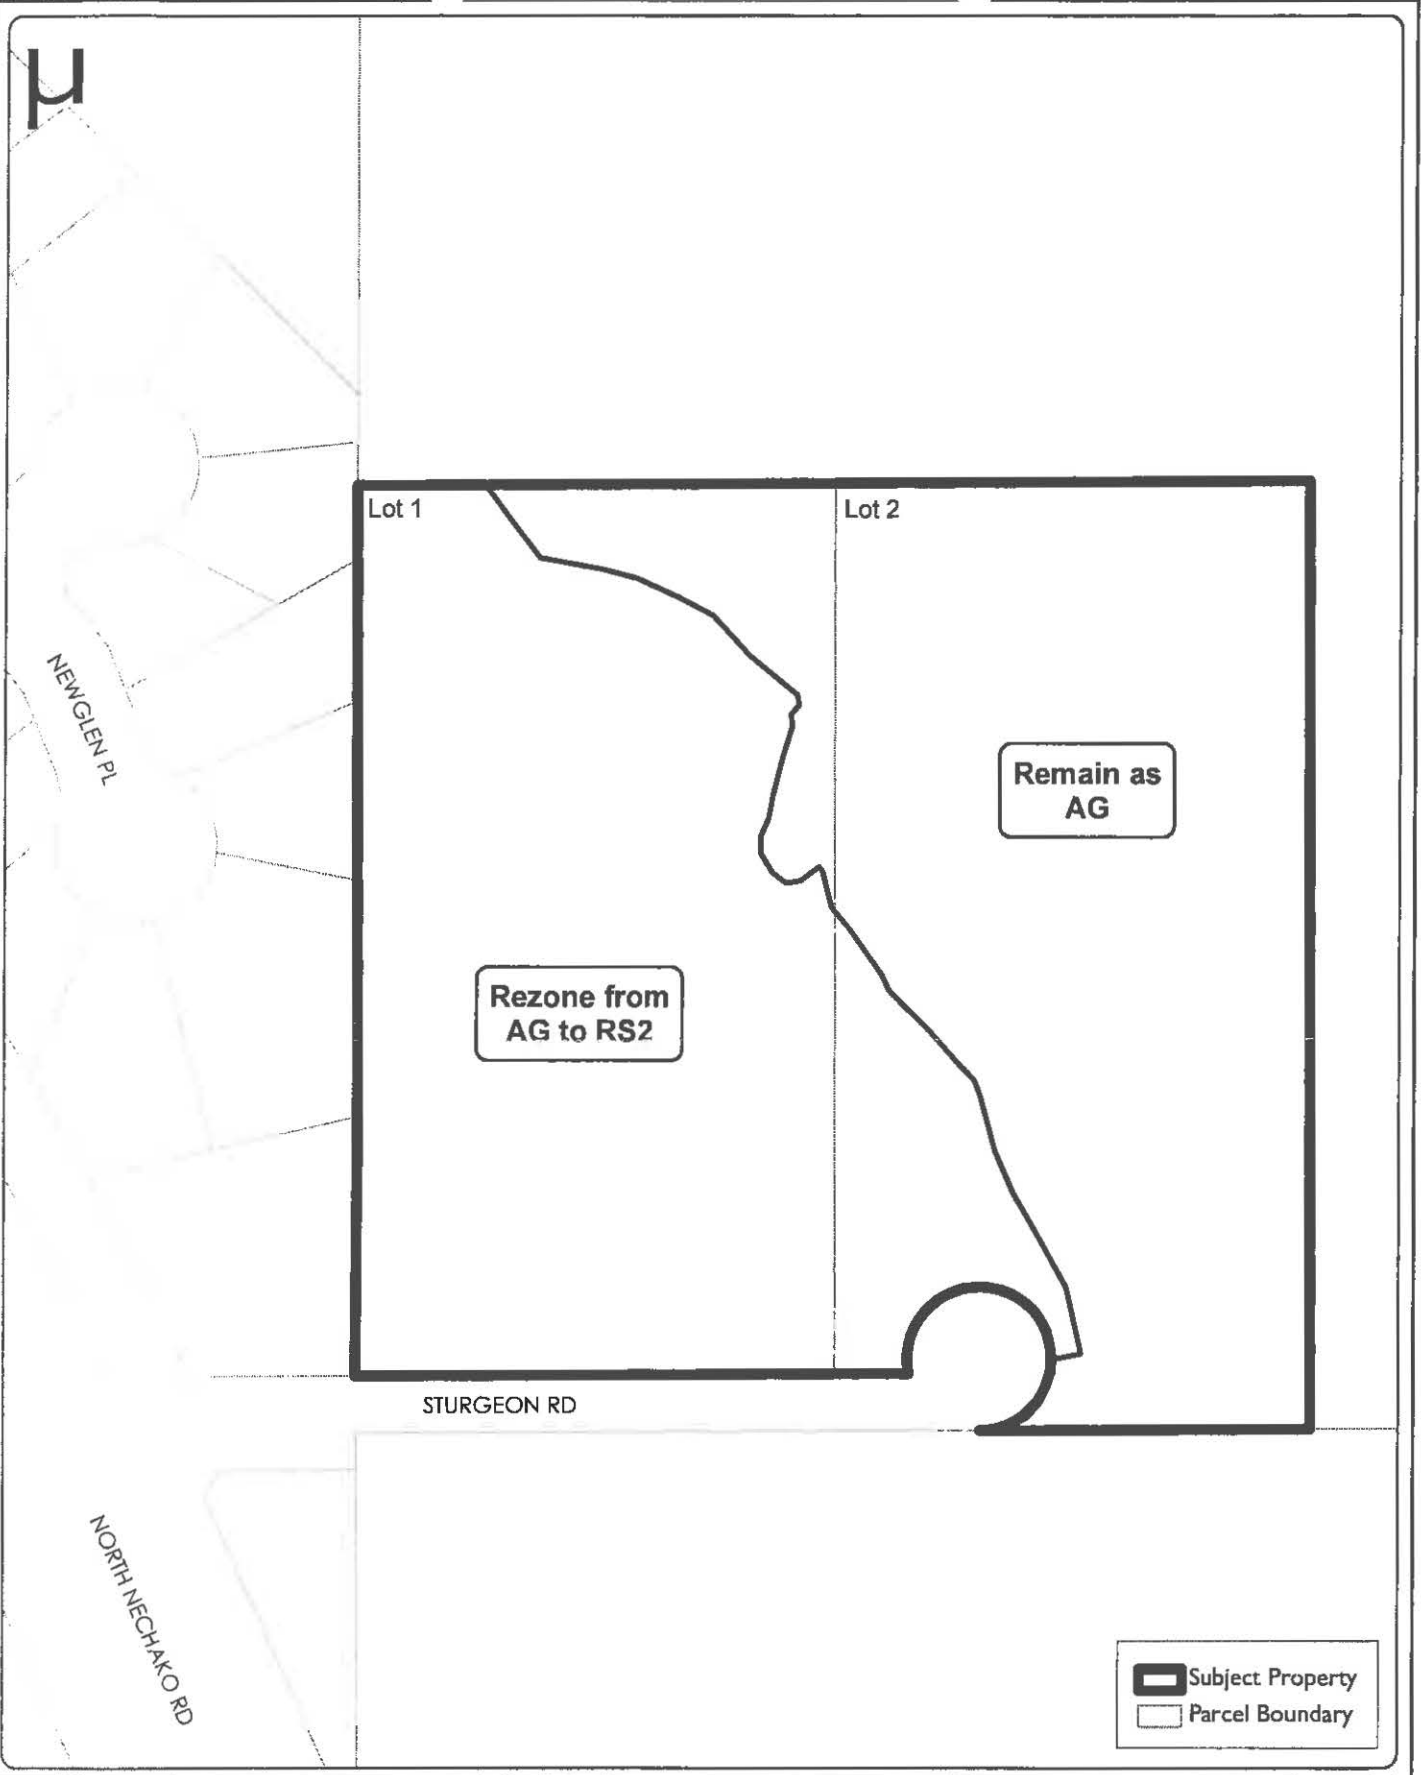 µ
Lot 1
Lot 2
NEWGLEN PL
Remain as
AG
Rezone from
AG to RS2
STURGEON RD
NORTH NECHAKO RD
Subject Property
Parcel Boundary